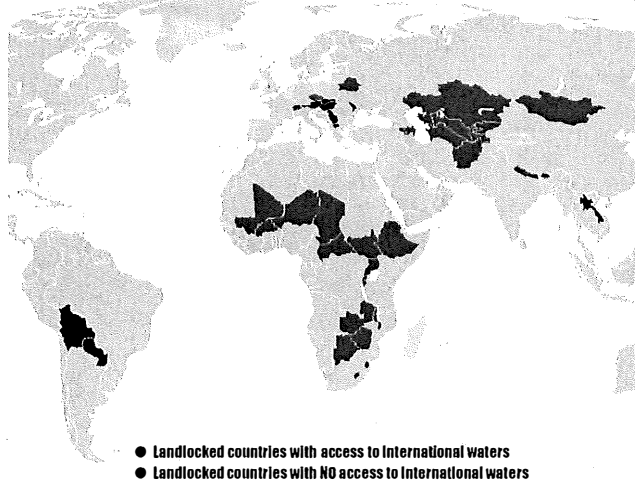 Landlocked countries with access to international waters
Landlocked countries with NO access to international waters